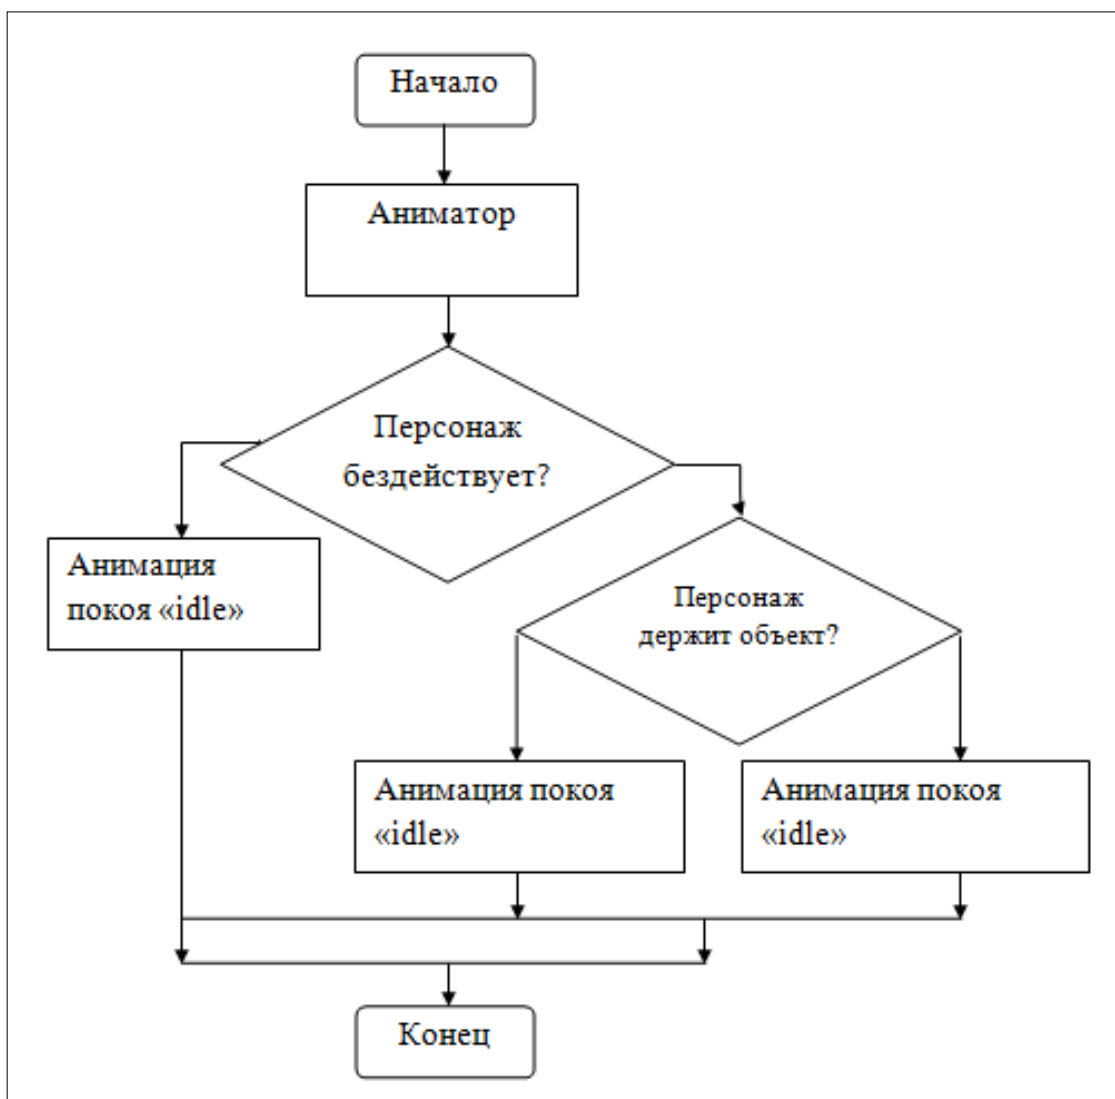 Начало
Аниматор
Персонаж
бездействует?
Анимация
покоя «idle»
Персонаж
держит объект?
Анимация покоя
«idle»
Анимация покоя
«idle»
Конец